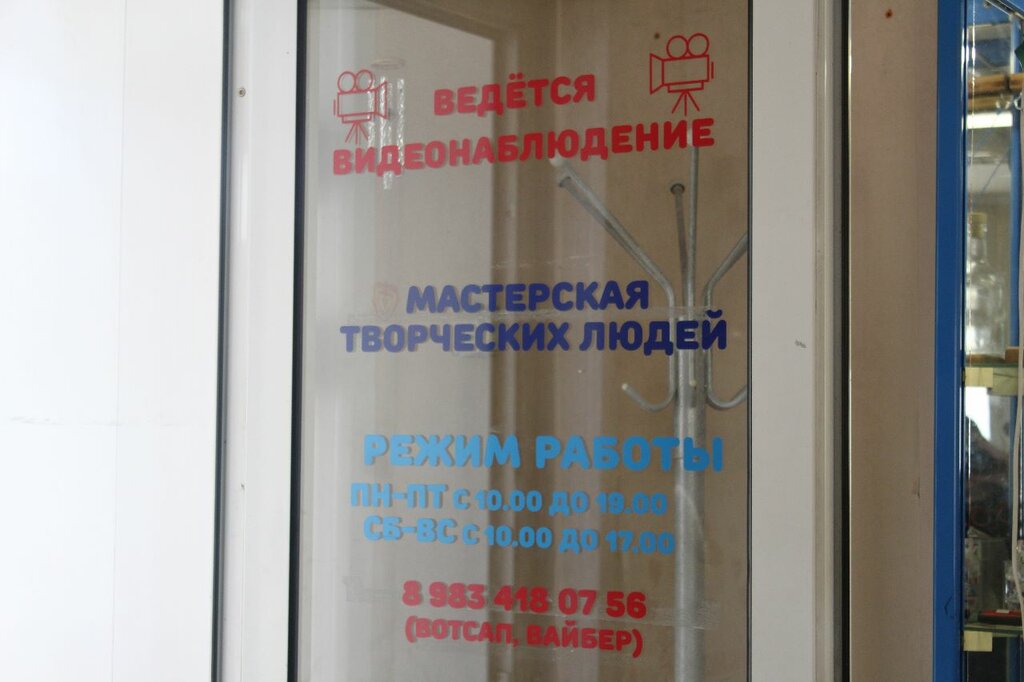 ВЕДЁТСЯ
ВИДЕОНАБЛЮДЕНИЕ
МАСТЕРСКАЯ
ТВОРЧЕСКИХ ЛЮДЕЙ
РЕЖИМ РАБОТЫ
ПН-ПТ С 10.00 ДО 19.00
СБ-ВС С 10.00 ДО 17.00
8 983 418 07 56
(ВОТСАП, ВАЙБЕР)